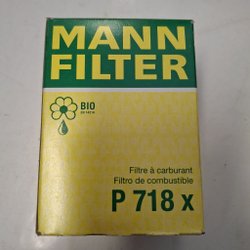 MANN
FILTER
BIO
Filtre à carburant
Filtro de combustible
P 718 x